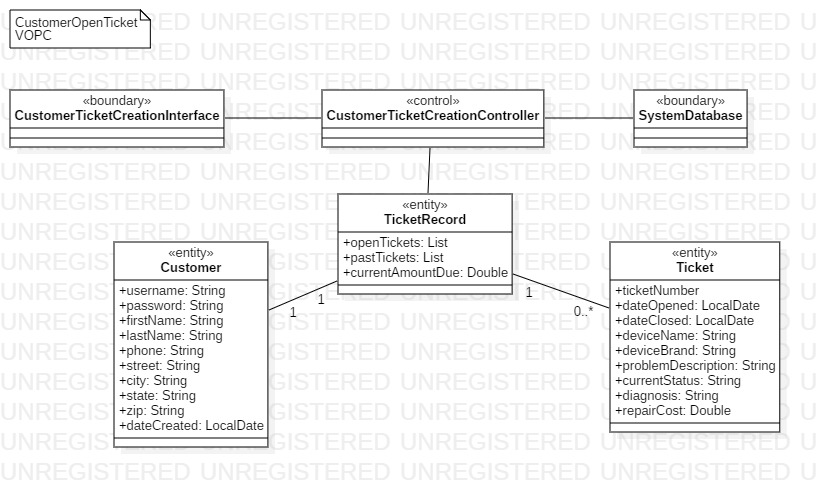 CustomerOpenTicket
VOPC
«boundary»
CustomerTicketCreationInterface
«control»
CustomerTicketCreationController
«boundary»
SystemDatabase
«entity»
TicketRecord
+openTickets: List
+pastTickets: List
+currentAmountDue: Double
«entity»
Customer
+username: String
+password: String
+firstName: String
+lastName: String
+phone: String
+street: String
+city: String
+state: String
+zip: String
+dateCreated: LocalDate
1
1
1
0..*
«entity»
Ticket
+ticketNumber
+dateOpened: LocalDate
+dateClosed: LocalDate
+deviceName: String
+deviceBrand: String
+problemDescription: String
+currentStatus: String
+diagnosis: String
+repairCost: Double
UNREGISTERED